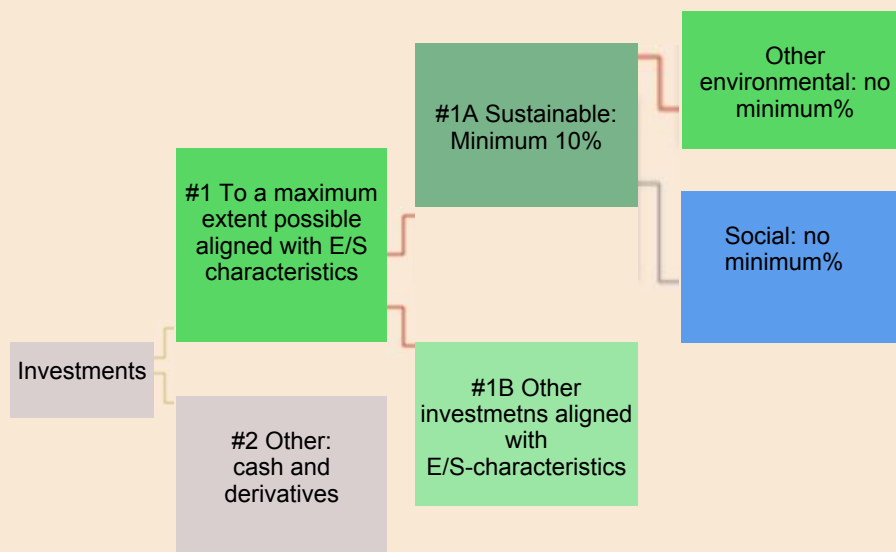 Investments
#1 To a maximum
extent possible
aligned with E/S
characteristics
#2 Other:
cash and
derivatives
#1A Sustainable:
Minimum 10%
#1B Other
investmetns aligned
with
E/S-characteristics
Other
environmental: no
minimum%
Social: no
minimum%